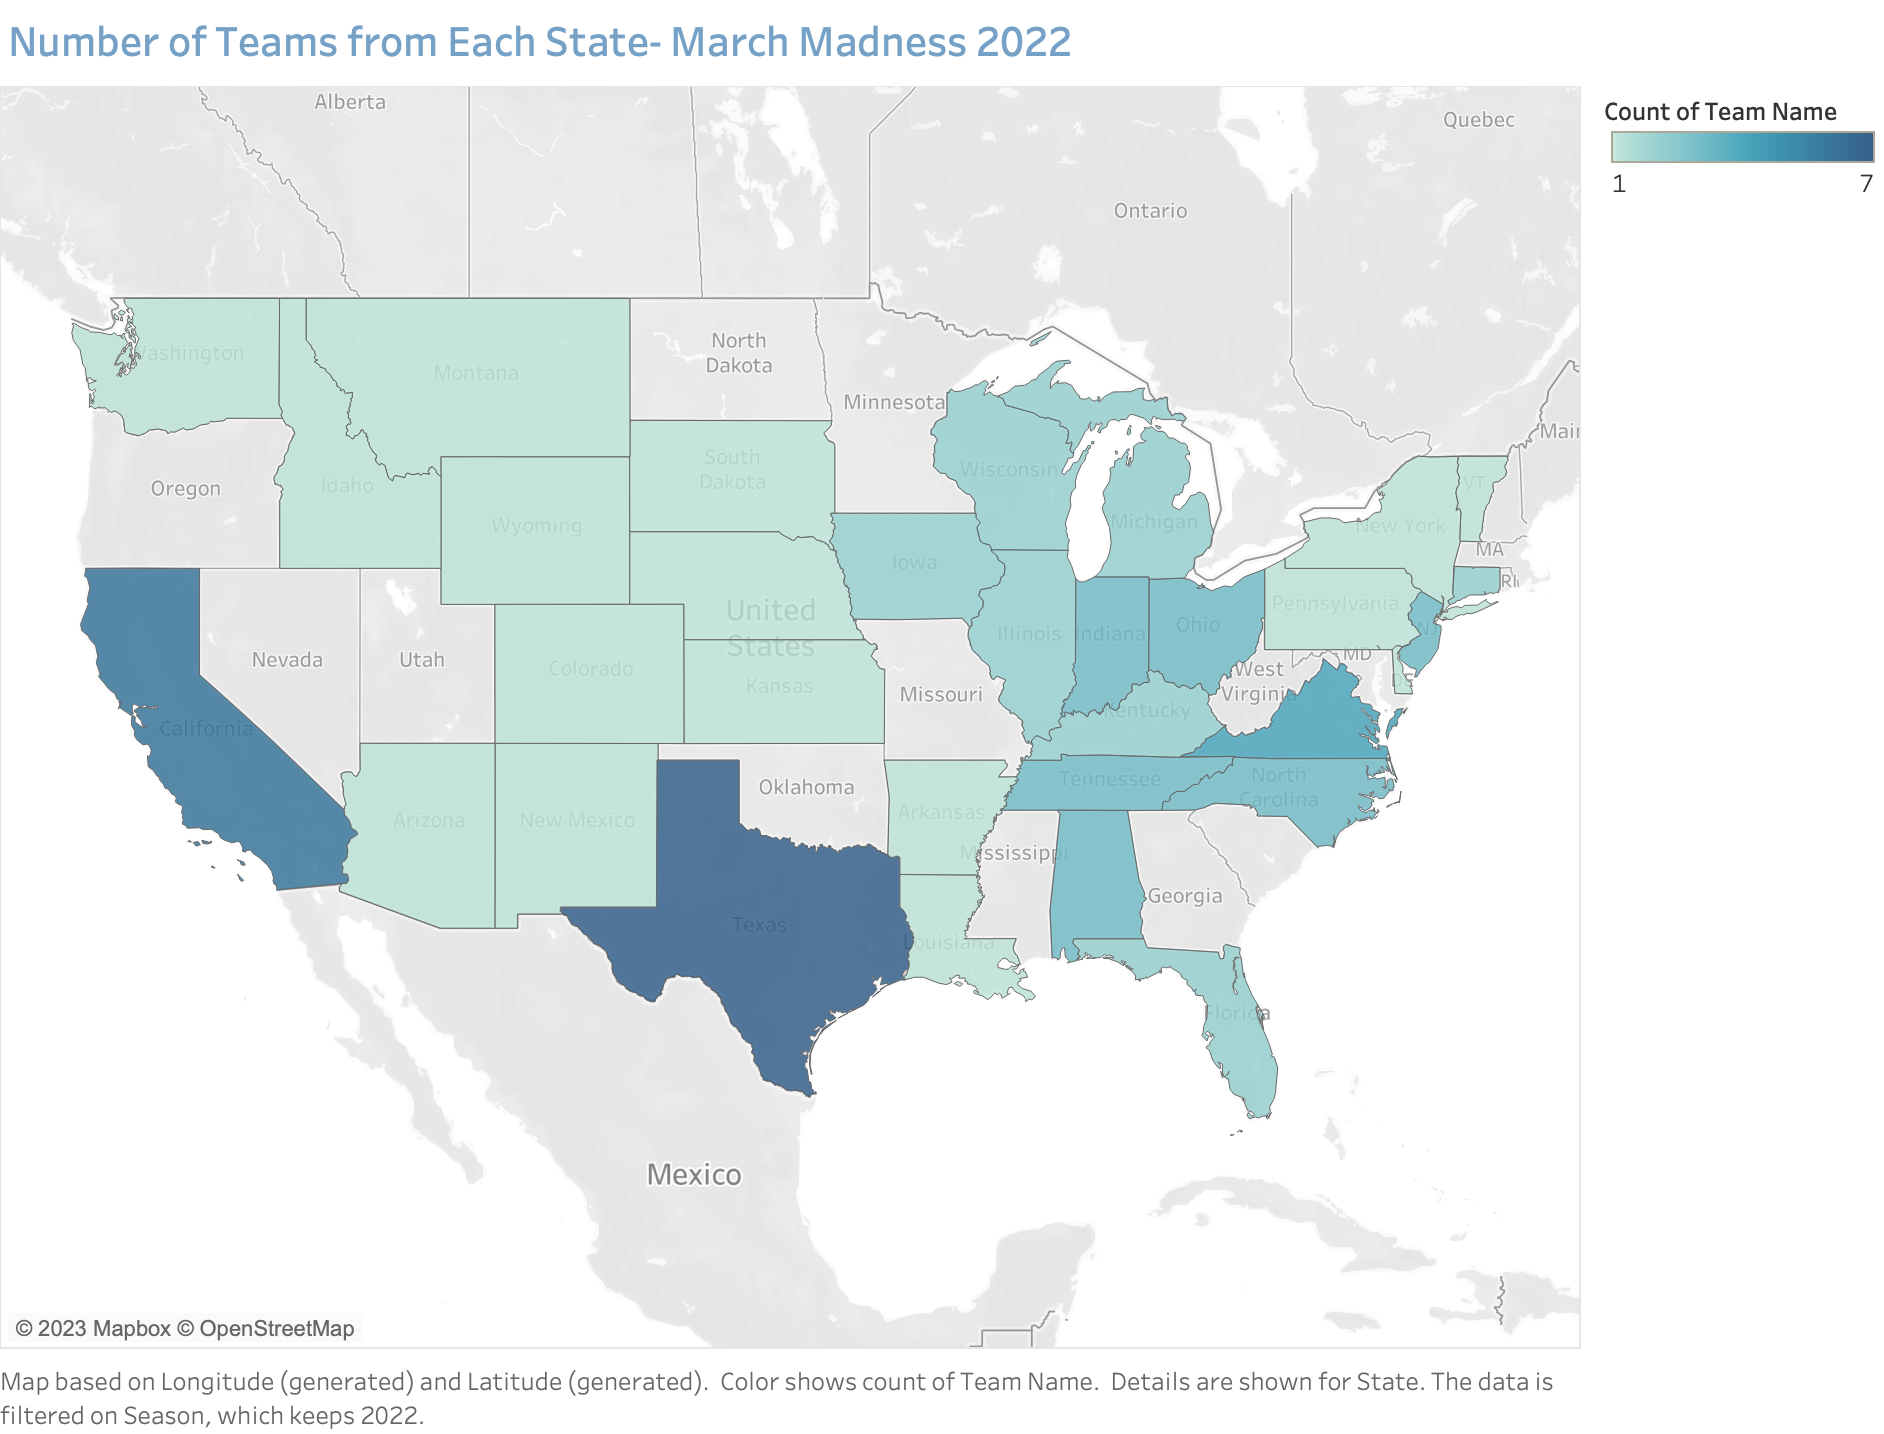 Number of Teams from Each State- March Madness 2022
Count of Team Name
1 7
Alberta
Quebec
Ontario
North
Dakota
Washington
Montana
Minnesota
Mai
South
Dakota
Wisconsin
Oregon
Idaho
VT
Wyoming
Michigan
New York
MA
Iowa
RI
United
States
Pennsylvania
Illinois
Indiana
Ohio
NJ
Nevada
Utah
Colorado
Kansas
Missouri
West
Virginia
MD
DE
California
Kentucky
Oklahoma
Tennessee
North
Carolina
Arizona
New Mexico
Arkansas
Mississippi
Georgia
Texas
Louisiana
Florida
Mexico
© 2023 Mapbox © OpenStreetMap
Map based on Longitude (generated) and Latitude (generated). Color shows count of Team Name. Details are shown for State. The data is
filtered on Season, which keeps 2022.